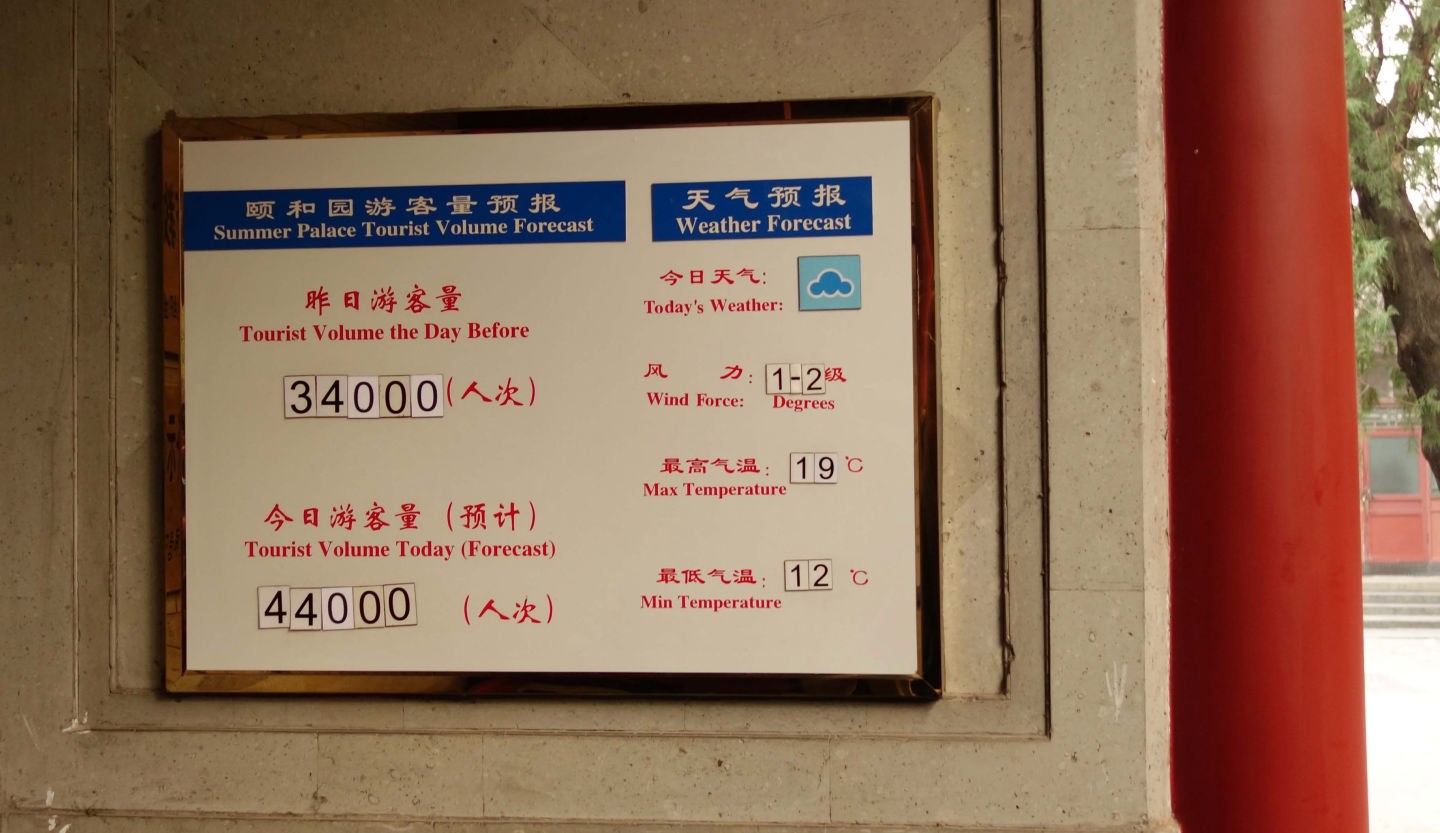 颐和园游客量预报
Summer Palace Tourist Volume Forecast
昨日游客量
Tourist Volume the Day Before
34000(人次)
今日游客量（预计）
Tourist Volume Today (Forecast)
44000 （人次）
天气预报
Weather Forecast
今日天气:
Today's Weather:
风 力: 1-2级
Wind Force: Degrees
最高气温: 19 ℃
Max Temperature
最低气温: 12 ℃
Min Temperature